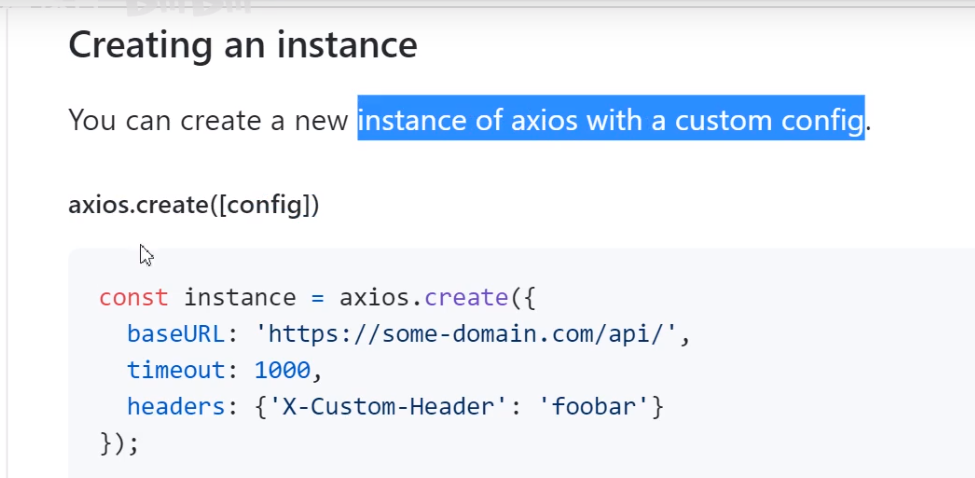 Creating an instance
You can create a new instance of axios with a custom config.
axios.create([config])
const instance = axios.create({
baseURL: 'https://some-domain.com/api/',
timeout: 1000,
headers: {'X-Custom-Header': 'foobar'}
});